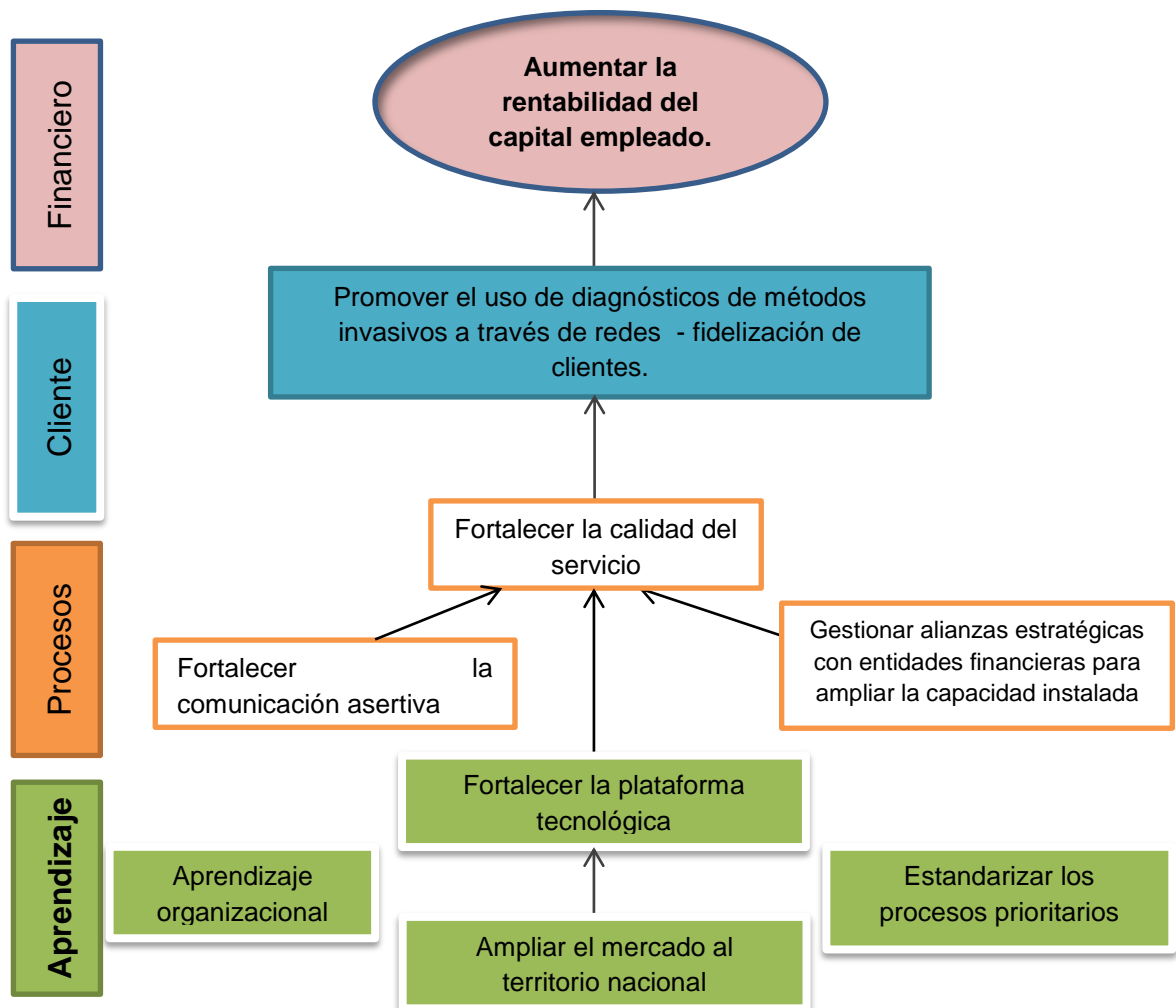 Financiero
Aumentar la
rentabilidad del
capital empleado.
Cliente
Promover el uso de diagnósticos de métodos
invasivos a través de redes - fidelización de
clientes.
Procesos
Fortalecer la calidad del
servicio
Fortalecer la
comunicación asertiva
Gestionar alianzas estratégicas
con entidades financieras para
ampliar la capacidad instalada
Aprendizaje
Fortalecer la plataforma
tecnológica
Aprendizaje
organizacional
Estandarizar los
procesos prioritarios
Ampliar el mercado al
territorio nacional